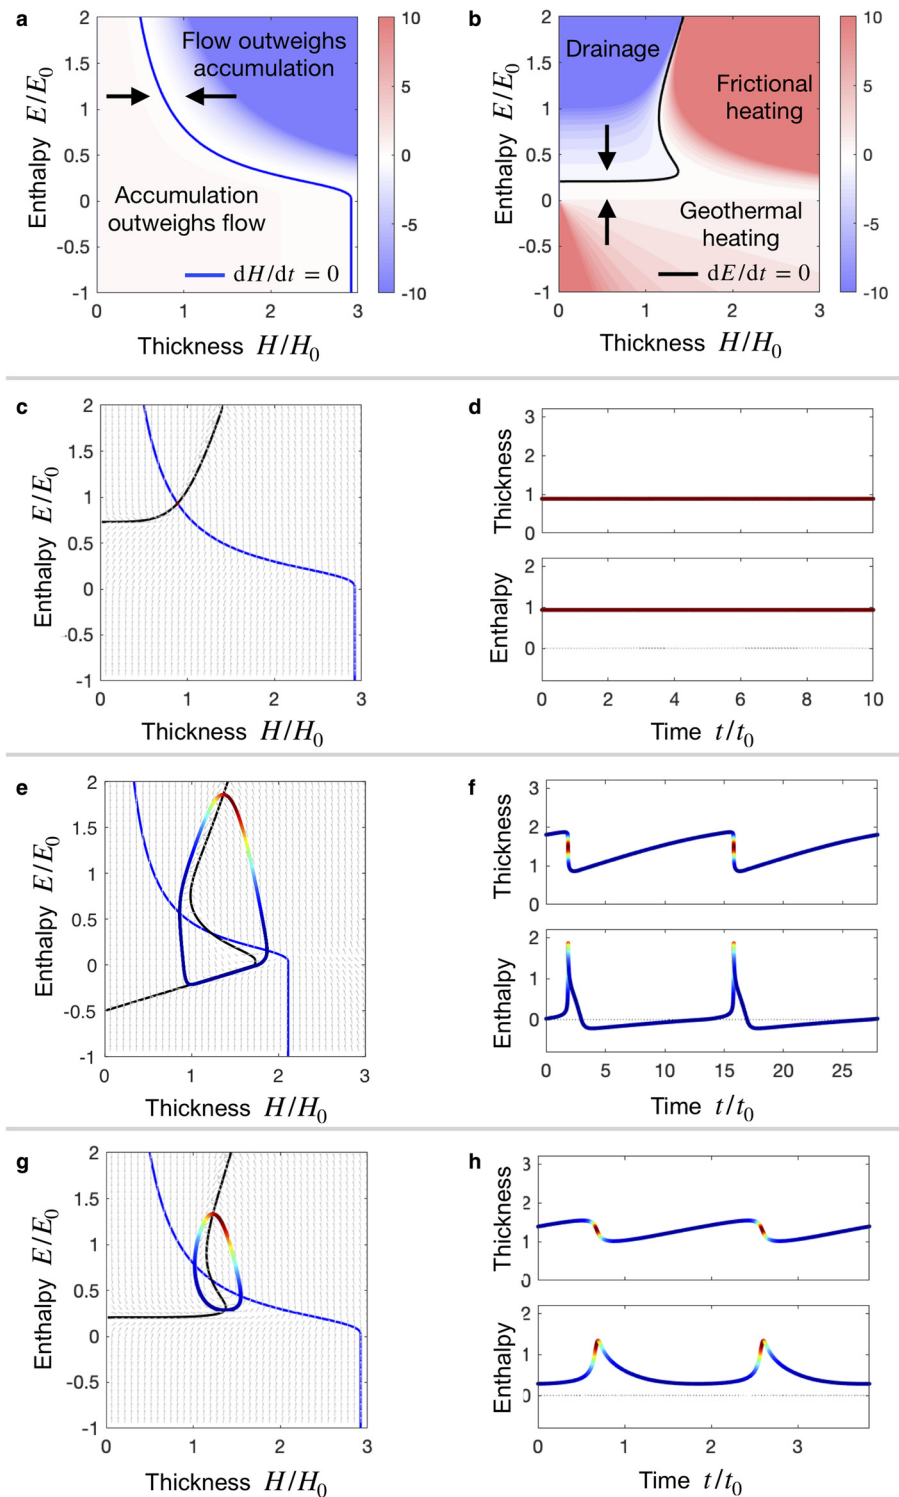 a
Enthalpy E/E0
2
1.5
1
0.5
0
-0.5
-1
Flow outweighs
accumulation
Accumulation
outweighs flow
dH/dt = 0
0 1 2 3
Thickness H/H0
10
5
0
-5
-10
b
Enthalpy E/E0
2
1.5
1
0.5
0
-0.5
-1
Drainage
Frictional
heating
Geothermal
heating
dE/dt = 0
0 1 2 3
Thickness H/H0
10
5
0
-5
-10
c
Enthalpy E/E0
2
1.5
1
0.5
0
-0.5
-1
0 1 2 3
Thickness H/H0
d
Thickness
3
2
1
0
Enthalpy
2
1
0
0 2 4 6 8 10
Time t/t0
e
Enthalpy E/E0
2
1.5
1
0.5
0
-0.5
-1
0 1 2 3
Thickness H/H0
f
Thickness
3
2
1
0
Enthalpy
2
1
0
0 5 10 15 20 25
Time t/t0
g
Enthalpy E/E0
2
1.5
1
0.5
0
-0.5
-1
0 1 2 3
Thickness H/H0
h
Thickness
3
2
1
0
Enthalpy
2
1
0
0 1 2 3
Time t/t0